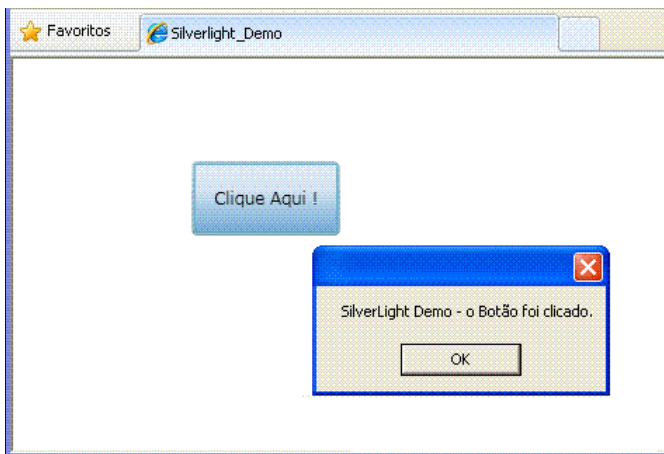 Favoritos
Silverlight_Demo
Clique Aqui !
SilverLight Demo - o Botão foi clicado.
OK